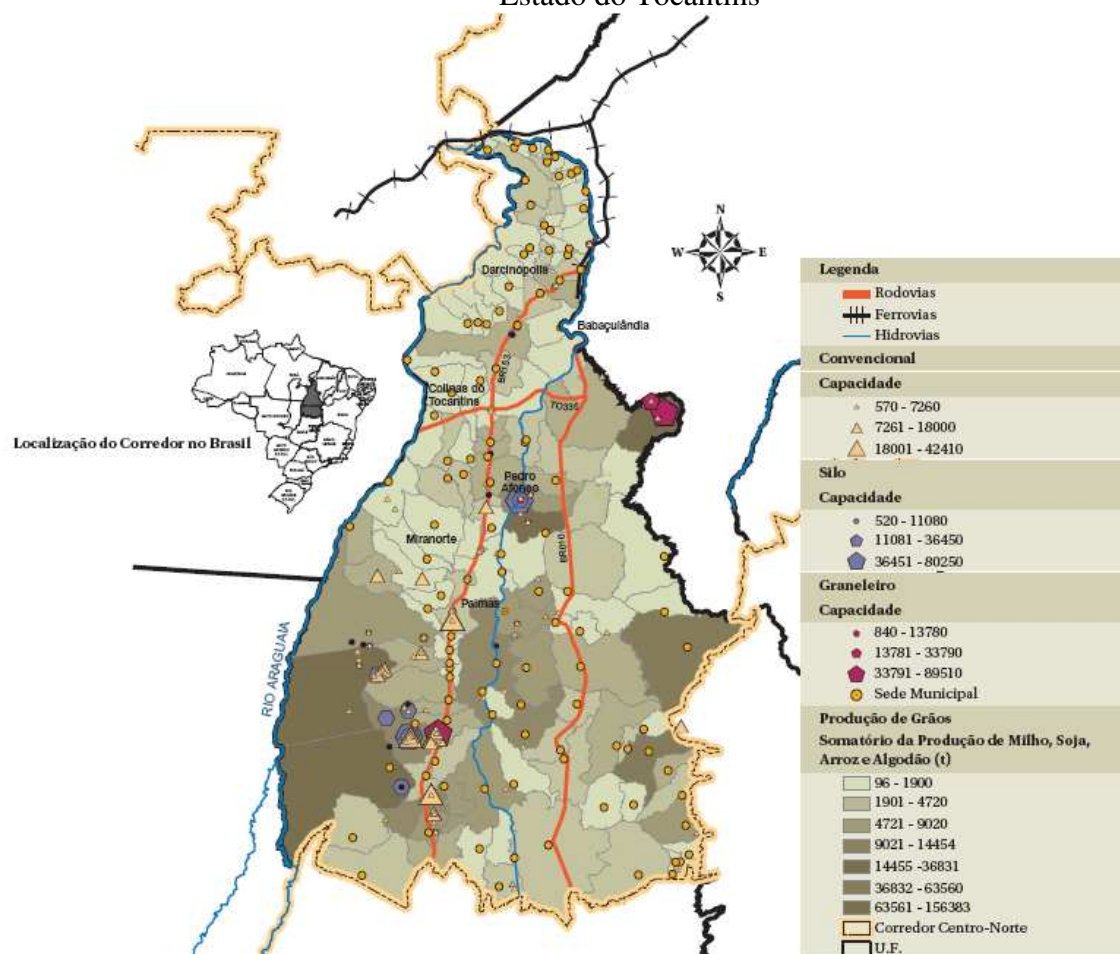 Estado do Tocantins
N
W
E
S
Darcinópolis
Babaçulândia
BR153
Colinas do
Tocantins
TO335
Pedro
Afonso
Miranorte
BR010
Palmas
RIO ARAGUAIA
Localização do Corredor no Brasil
Legenda
Rodovias
Ferrovias
Hidrovias
Convencional
Capacidade
570 - 7260
7261 - 18000
18001 - 42410
Silo
Capacidade
520 - 11080
11081 - 36450
36451 - 80250
Graneleiro
Capacidade
840 - 13780
13781 - 33790
33791 - 89510
Sede Municipal
Produção de Grãos
Somatório da Produção de Milho, Soja,
Arroz e Algodão (t)
96 - 1900
1901 - 4720
4721 - 9020
9021 - 14454
14455 -36831
36832 - 63560
63561 - 156383
Corredor Centro-Norte
U.F.